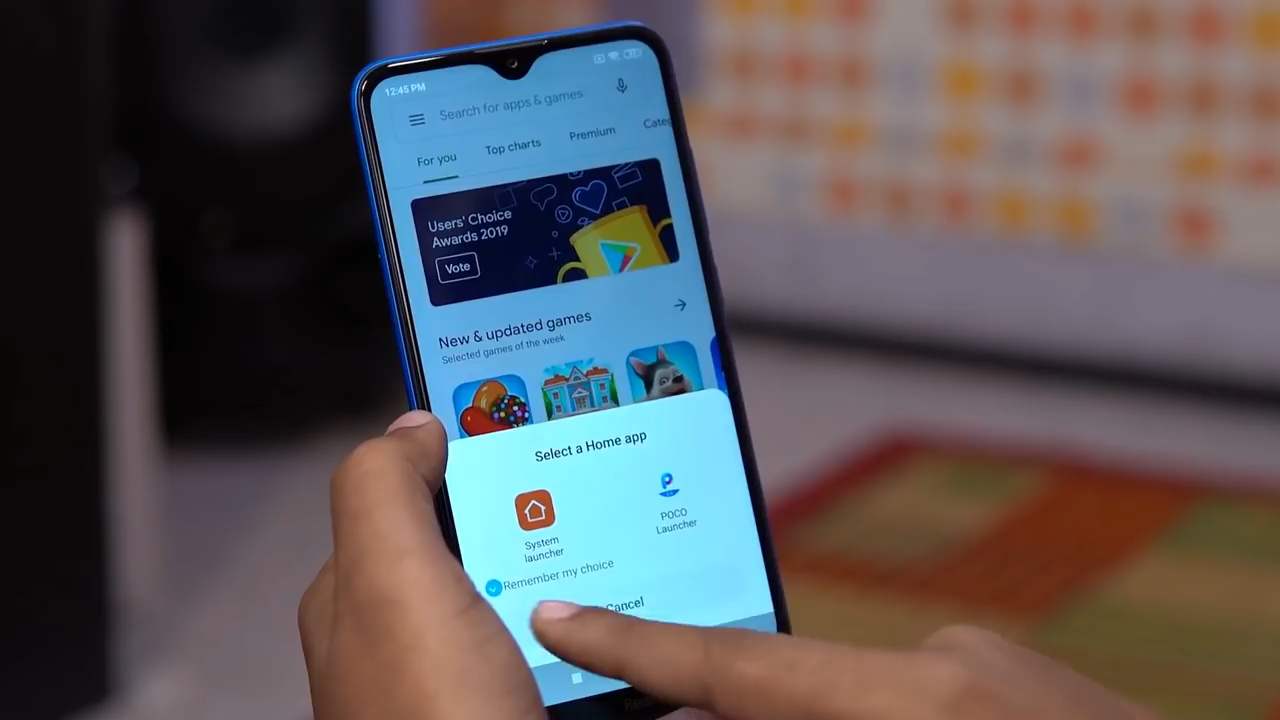 12:45 PM
Search for apps & games
For you
Top charts
Premium
Users' Choice
Awards 2019
Vote
New & updated games
Selected games of the week
Select a Home app
System
launcher
POCO
Launcher
Remember my choice
Cancel